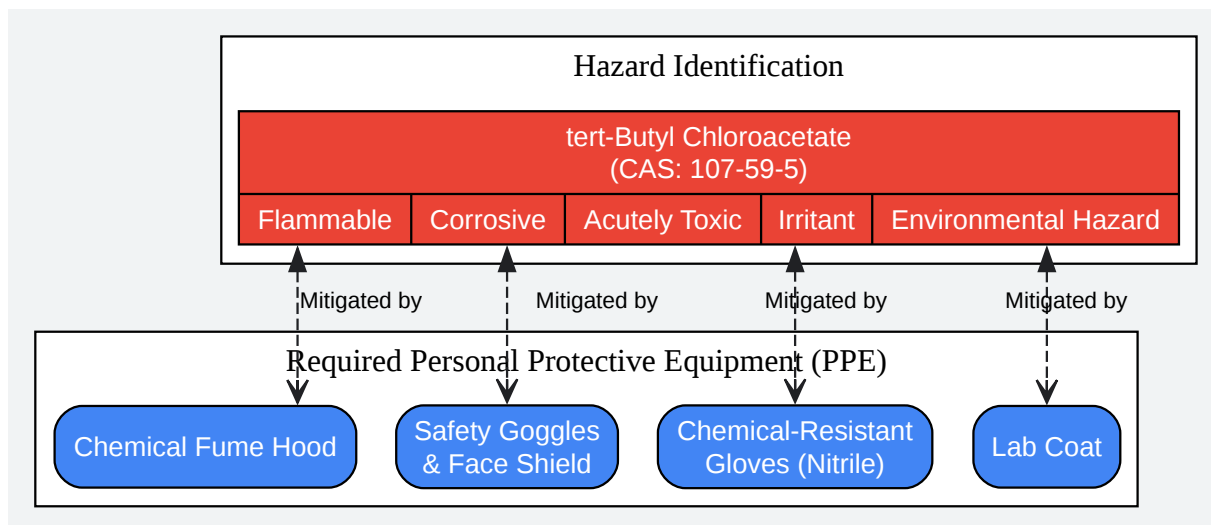 Hazard Identification
tert-Butyl Chloroacetate
(CAS: 107-59-5)
Flammable
Corrosive
Acutely Toxic
Irritant
Environmental Hazard
Mitigated by
Mitigated by
Mitigated by
Mitigated by
Required Personal Protective Equipment (PPE)
Chemical Fume Hood
Safety Goggles
& Face Shield
Chemical-Resistant
Gloves (Nitrile)
Lab Coat